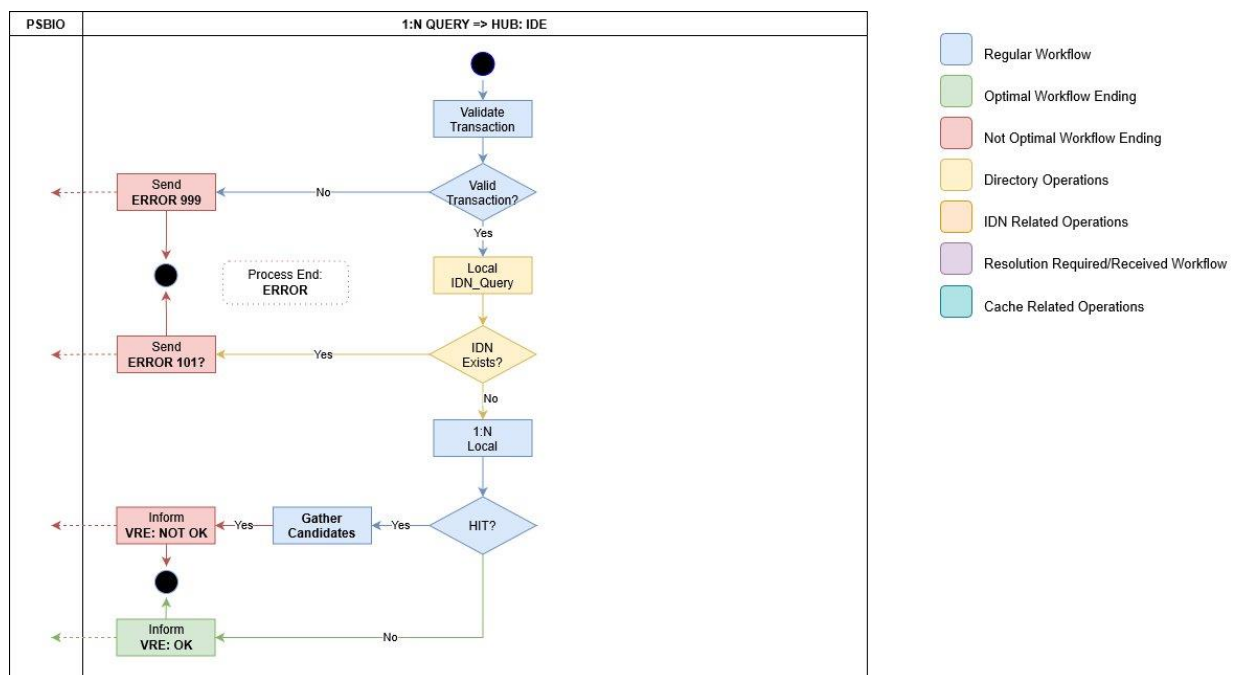 PSBIO
1:N QUERY => HUB: IDE
Validate
Transaction
Valid
Transaction?
No
Send
ERROR 999
Yes
Local
IDN_Query
Process End:
ERROR
IDN
Exists?
Yes
Send
ERROR 101?
No
1:N
Local
HIT?
Yes
Gather
Candidates
Yes
Inform
VRE: NOT OK
No
Inform
VRE: OK
Regular Workflow
Optimal Workflow Ending
Not Optimal Workflow Ending
Directory Operations
IDN Related Operations
Resolution Required/Received Workflow
Cache Related Operations